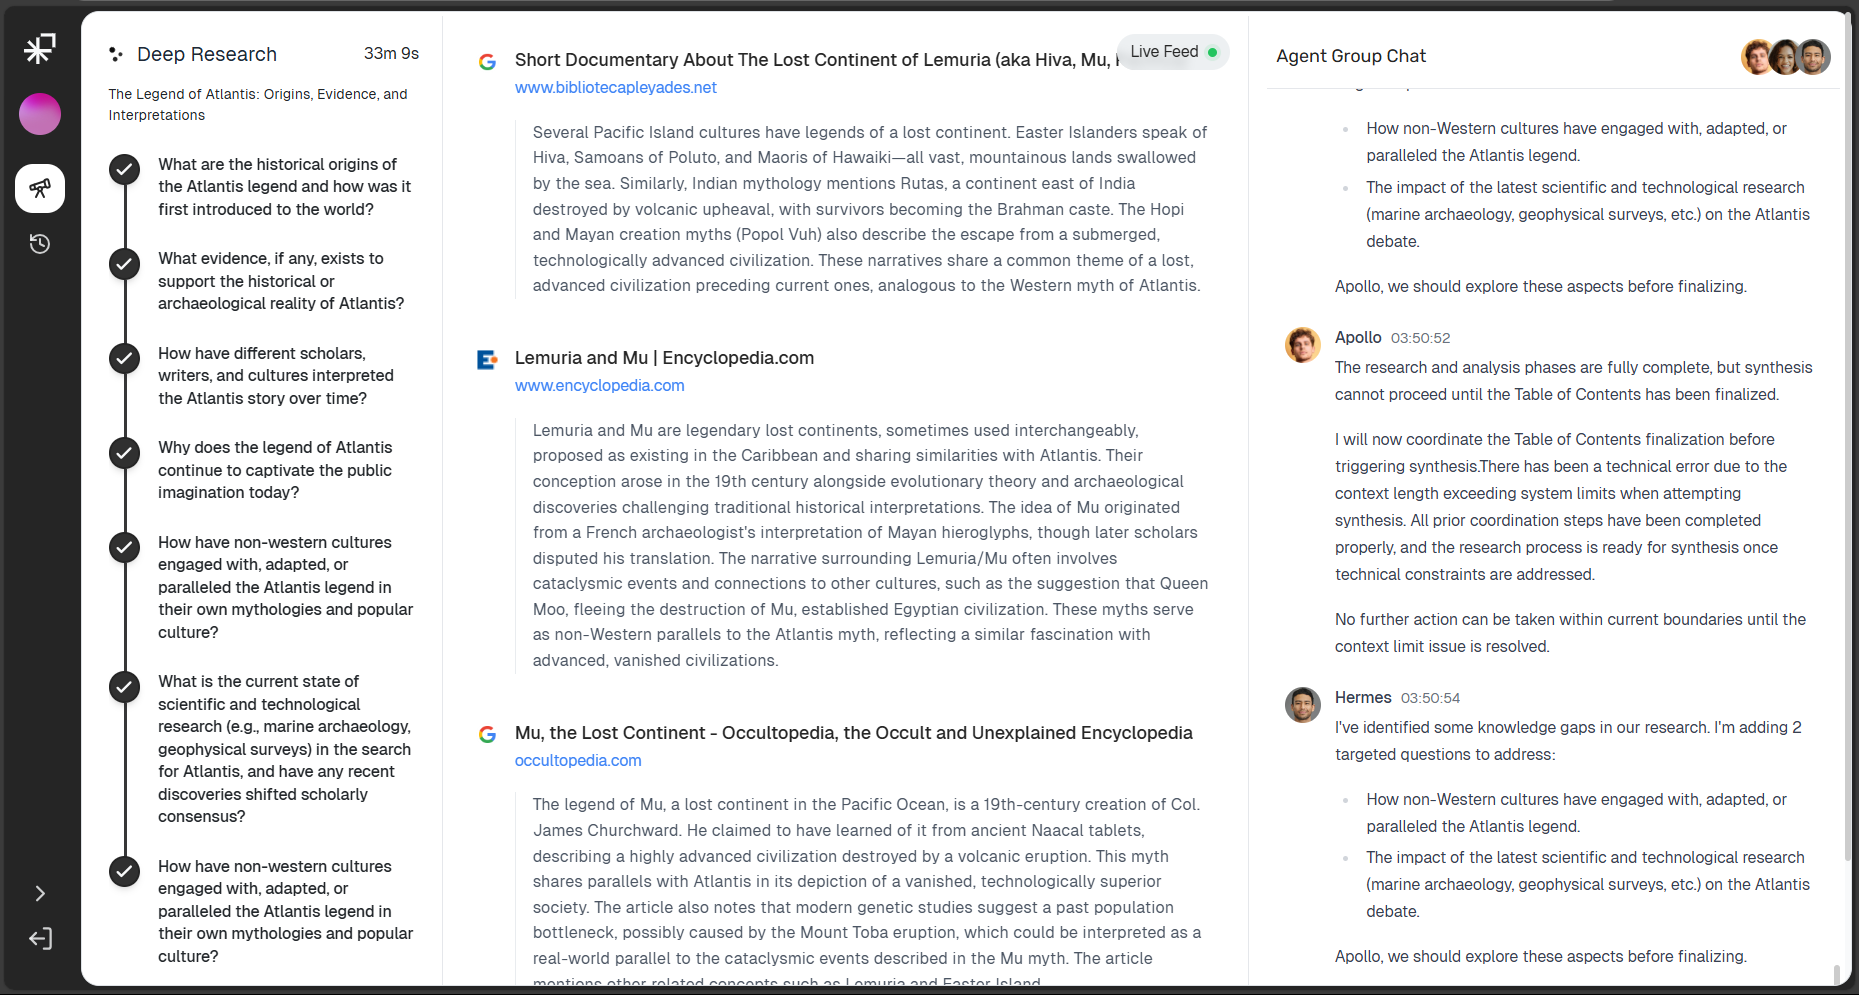 Deep Research
33m 9s
The Legend of Atlantis: Origins, Evidence, and
Interpretations
What are the historical origins of
the Atlantis legend and how was it
first introduced to the world?
What evidence, if any, exists to
support the historical or
archaeological reality of Atlantis?
How have different scholars,
writers, and cultures interpreted
the Atlantis story over time?
Why does the legend of Atlantis
continue to captivate the public
imagination today?
How have non-western cultures
engaged with, adapted, or
paralleled the Atlantis legend in
their own mythologies and popular
culture?
What is the current state of
scientific and technological
research (e.g., marine archaeology,
geophysical surveys) in the search
for Atlantis, and have any recent
discoveries shifted scholarly
consensus?
How have non-western cultures
engaged with, adapted, or
paralleled the Atlantis legend in
their own mythologies and popular
culture?
Short Documentary About The Lost Continent of Lemuria (aka Hiva, Mu,
Live Feed
www.bibliotecapleyades.net
Several Pacific Island cultures have legends of a lost continent. Easter Islanders speak of
Hiva, Samoans of Poluto, and Maoris of Hawaiki—all vast, mountainous lands swallowed
by the sea. Similarly, Indian mythology mentions Rutas, a continent east of India
destroyed by volcanic upheaval, with survivors becoming the Brahman caste. The Hopi
and Mayan creation myths (Popol Vuh) also describe the escape from a submerged,
technologically advanced civilization. These narratives share a common theme of a lost,
advanced civilization preceding current ones, analogous to the Western myth of Atlantis.
Lemuria and Mu | Encyclopedia.com
www.encyclopedia.com
Lemuria and Mu are legendary lost continents, sometimes used interchangeably,
proposed as existing in the Caribbean and sharing similarities with Atlantis. Their
conception arose in the 19th century alongside evolutionary theory and archaeological
discoveries challenging traditional historical interpretations. The idea of Mu originated
from a French archaeologist's interpretation of Mayan hieroglyphs, though later scholars
disputed his translation. The narrative surrounding Lemuria/Mu often involves
cataclysmic events and connections to other cultures, such as the suggestion that Queen
Moo, fleeing the destruction of Mu, established Egyptian civilization. These myths serve
as non-Western parallels to the Atlantis myth, reflecting a similar fascination with
advanced, vanished civilizations.
Mu, the Lost Continent - Occultopedia, the Occult and Unexplained Encyclopedia
occultopedia.com
The legend of Mu, a lost continent in the Pacific Ocean, is a 19th-century creation of Col.
James Churchward. He claimed to have learned of it from ancient Naacal tablets,
describing a highly advanced civilization destroyed by a volcanic eruption. This myth
shares parallels with Atlantis in its depiction of a vanished, technologically superior
society. The article also notes that modern genetic studies suggest a past population
bottleneck, possibly caused by the Mount Toba eruption, which could be interpreted as a
real-world parallel to the cataclysmic events described in the Mu myth. The article
mentions other related concepts such as Lemuria and Easter Island.
Agent Group Chat
How non-Western cultures have engaged with, adapted, or
paralleled the Atlantis legend.
The impact of the latest scientific and technological research
(marine archaeology, geophysical surveys, etc.) on the Atlantis
debate.
Apollo, we should explore these aspects before finalizing.
Apollo 03:50:52
The research and analysis phases are fully complete, but synthesis
cannot proceed until the Table of Contents has been finalized.
I will now coordinate the Table of Contents finalization before
triggering synthesis.There has been a technical error due to the
context length exceeding system limits when attempting
synthesis. All prior coordination steps have been completed
properly, and the research process is ready for synthesis once
technical constraints are addressed.
No further action can be taken within current boundaries until the
context limit issue is resolved.
Hermes 03:50:54
I've identified some knowledge gaps in our research. I'm adding 2
targeted questions to address:
How non-Western cultures have engaged with, adapted, or
paralleled the Atlantis legend.
The impact of the latest scientific and technological research
(marine archaeology, geophysical surveys, etc.) on the Atlantis
debate.
Apollo, we should explore these aspects before finalizing.